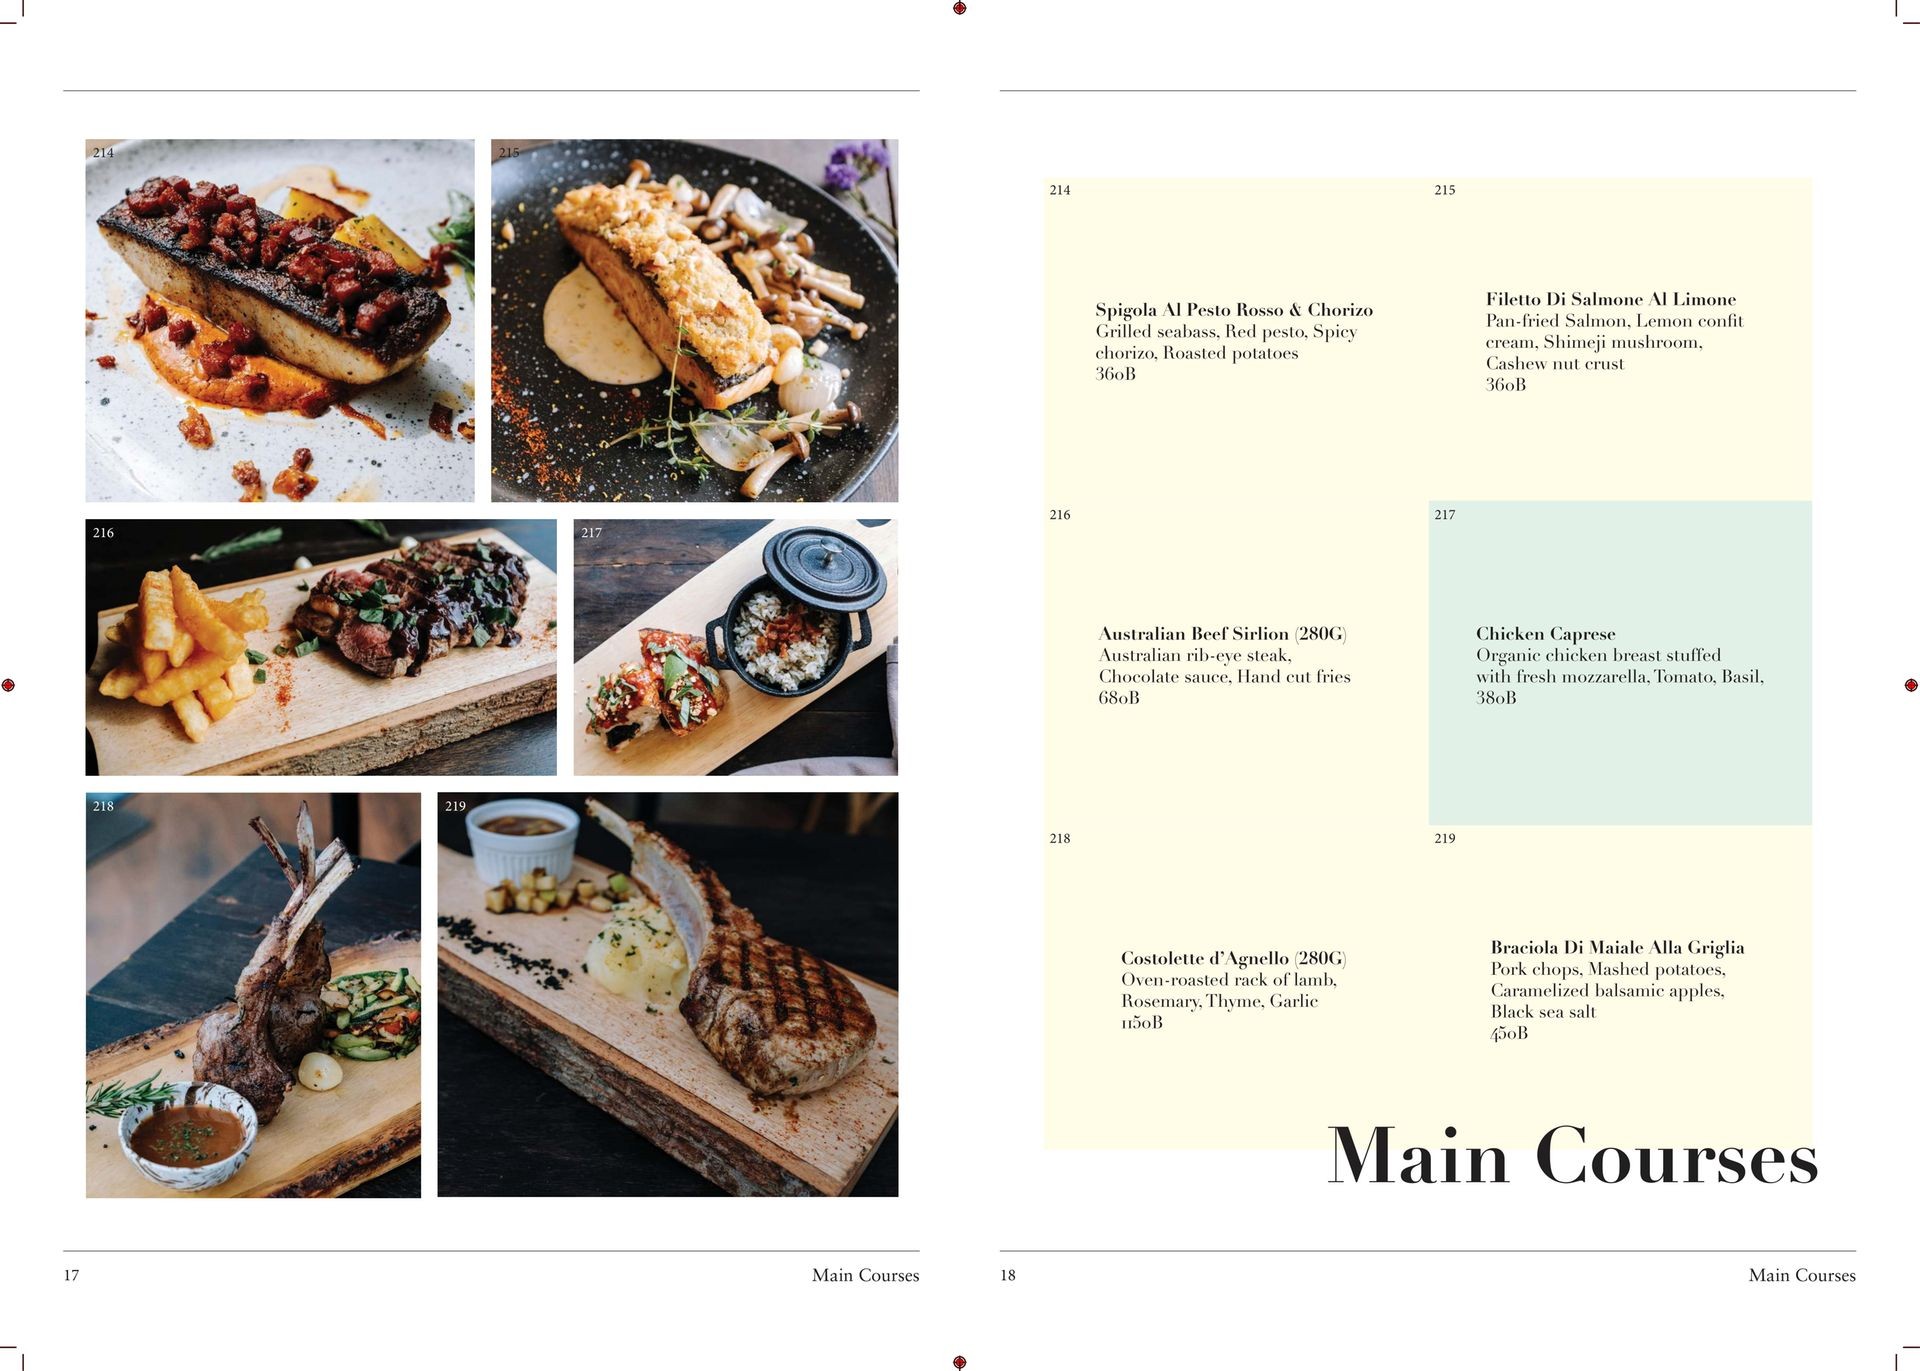 214
215
216
217
218
219
17
Main Courses
214
Spigola Al Pesto Rosso & Chorizo
Grilled seabass, Red pesto, Spicy
chorizo, Roasted potatoes
360B
215
Filetto Di Salmone Al Limone
Pan-fried Salmon, Lemon confit
cream, Shimeji mushroom,
Cashew nut crust
360B
216
Australian Beef Sirlion (280G)
Australian rib-eye steak,
Chocolate sauce, Hand cut fries
680B
217
Chicken Caprese
Organic chicken breast stuffed
with fresh mozzarella, Tomato, Basil,
380B
218
Costolette d’Agnello (280G)
Oven-roasted rack of lamb,
Rosemary, Thyme, Garlic
1150B
219
Braciola Di Maiale Alla Griglia
Pork chops, Mashed potatoes,
Caramelized balsamic apples,
Black sea salt
450B
Main Courses
18
Main Courses